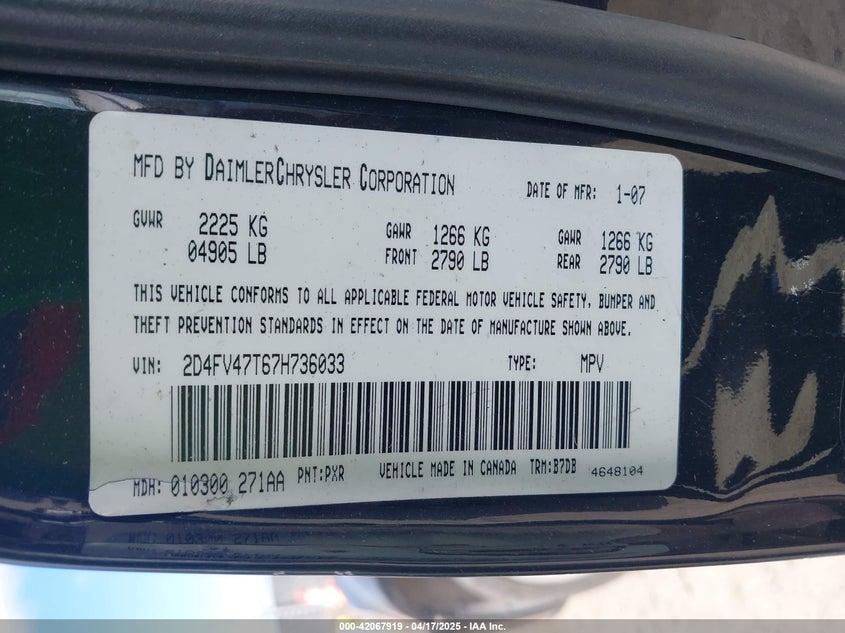 MFD BY DAIMLERCHRYSLER CORPORATION DATE OF MFR: 1-07
GVWR 2225 KG GAWR 1266 KG GAWR 1266 KG
04905 LB FRONT 2790 LB REAR 2790 LB
THIS VEHICLE CONFORMS TO ALL APPLICABLE FEDERAL MOTOR VEHICLE SAFETY, BUMPER AND
THEFT PREVENTION STANDARDS IN EFFECT ON THE DATE OF MANUFACTURE SHOWN ABOVE.
VIN: 2D4FV47T67H736033 TYPE: MPV
MDH: 010300 271AA PNT:PXR VEHICLE MADE IN CANADA TRM:B7DB 4648104
000-42067919 - 04/17/2025 - IAA Inc.